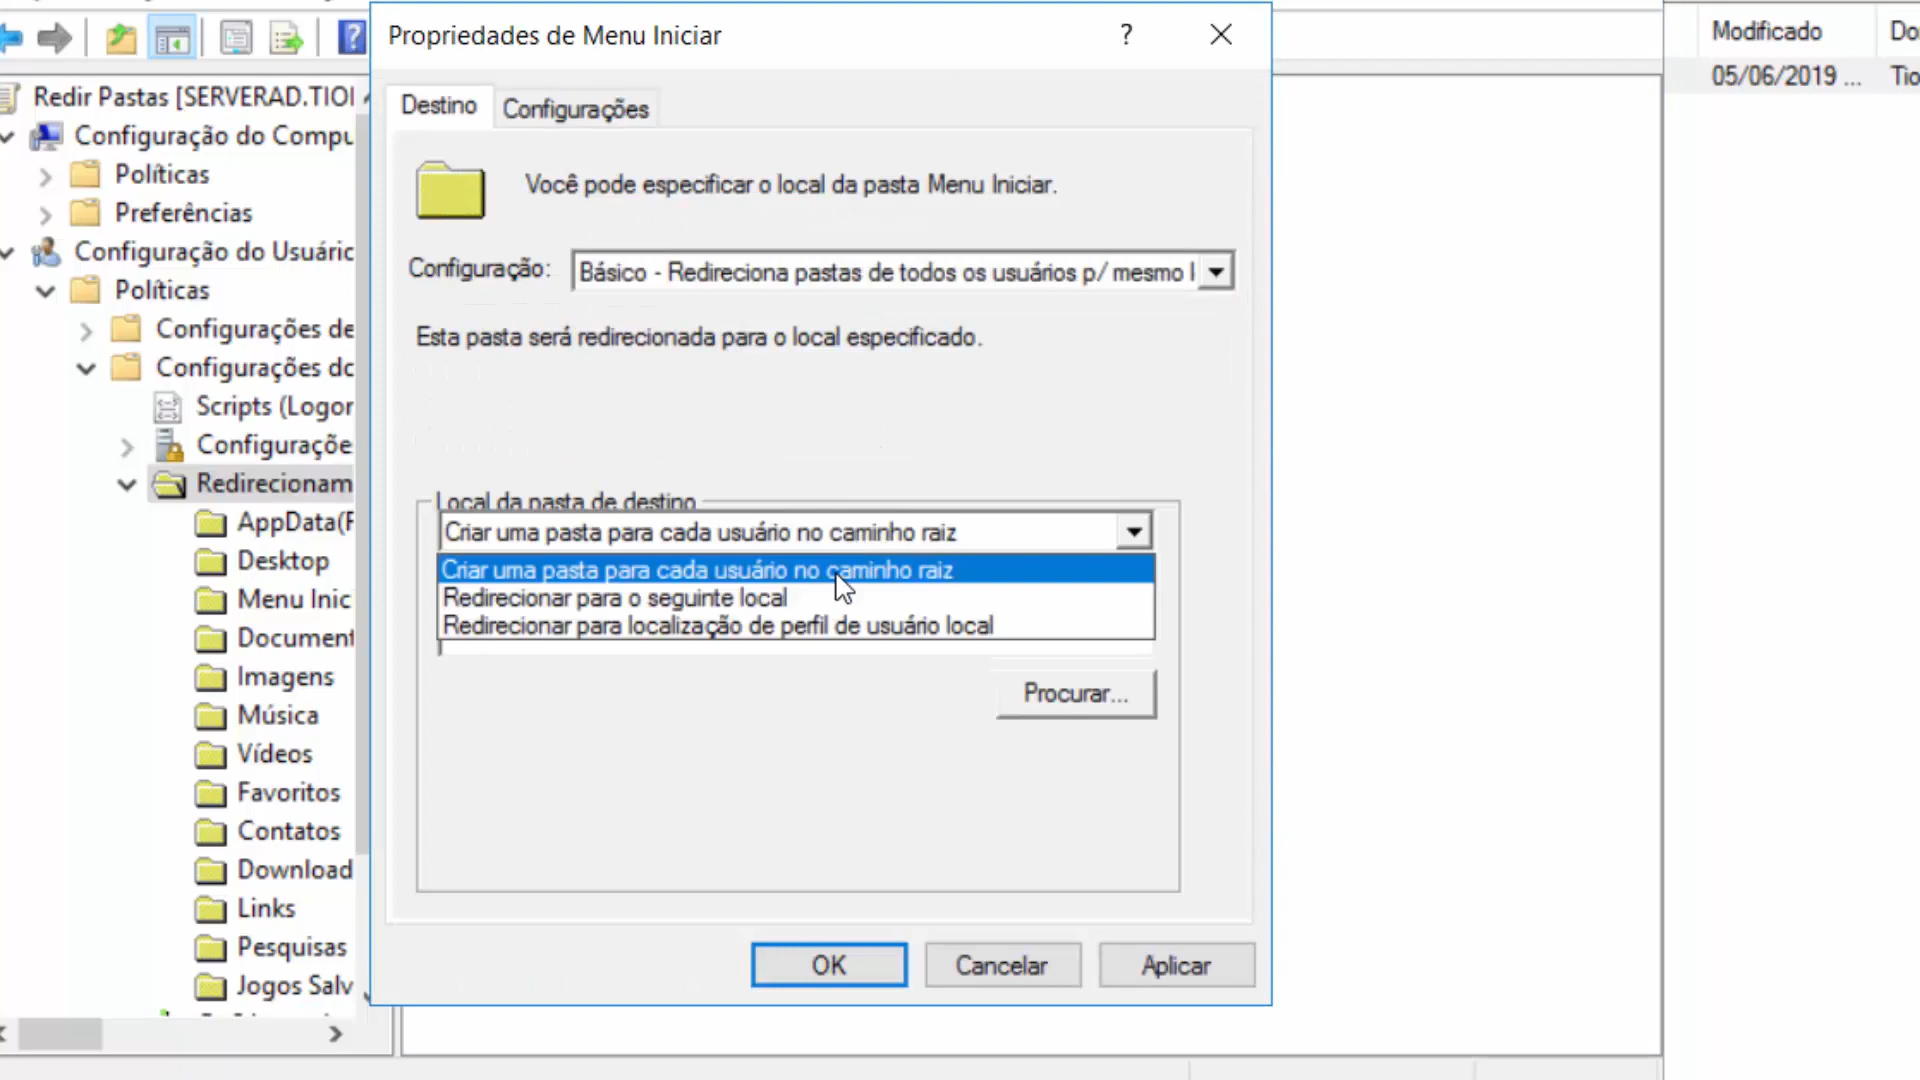 Propriedades de Menu Iniciar
?
Modificado
05/06/2019 ...
Redir Pastas [SERVERAD.TIOI
Configuração do Compu
Políticas
Preferências
Configuração do Usuáric
Políticas
Configurações de
Configurações dc
Scripts (Logor
Configuraçõe
Redirecionam
AppData(F
Desktop
Menu Inic
Document
Imagens
Música
Vídeos
Favoritos
Contatos
Download
Links
Pesquisas
Jogos Salv
Destino
Configurações
Você pode especificar o local da pasta Menu Iniciar.
Configuração:
Básico - Redireciona pastas de todos os usuários p/ mesmo l
Esta pasta será redirecionada para o local especificado.
Local da pasta de destino
Criar uma pasta para cada usuário no caminho raiz
Criar uma pasta para cada usuário no caminho raiz
Redirecionar para o seguinte local
Redirecionar para localização de perfil de usuário local
Procurar...
OK
Cancelar
Aplicar